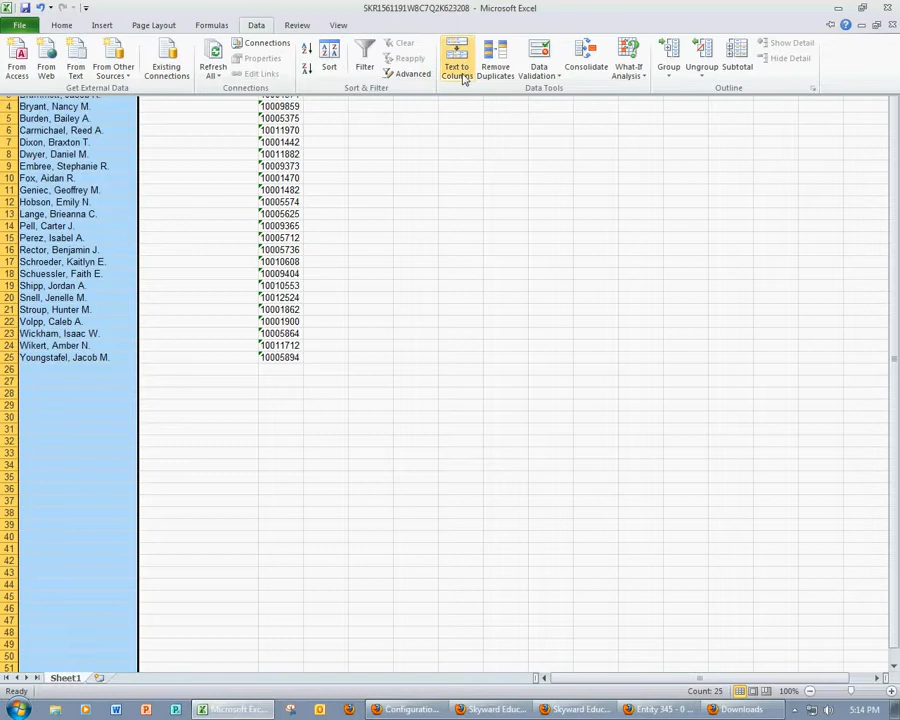 SKR1561191W8C7Q2K623208 - Microsoft Excel
File Home Insert Page Layout Formulas Data Review View
From Access
From Web
From Text
From Other Sources
Existing Connections
Get External Data
Refresh All
Connections
Properties
Edit Links
Connections
Sort
Filter
Clear
Reapply
Advanced
Sort & Filter
Text to Columns
Remove Duplicates
Data Validation
Consolidate
What-If Analysis
Data Tools
Group
Ungroup
Subtotal
Show Detail
Hide Detail
Outline
4 Bryant, Nancy M. 10009859
5 Burden, Bailey A. 10005375
6 Carmichael, Reed A. 10011970
7 Dixon, Braxton T. 10001442
8 Dwyer, Daniel M. 10011882
9 Embree, Stephanie R. 10009373
10 Fox, Aidan R. 10001470
11 Geniec, Geoffrey M. 10001482
12 Hobson, Emily N. 10005574
13 Lange, Brieanna C. 10005625
14 Pell, Carter J. 10009365
15 Perez, Isabel A. 10005712
16 Rector, Benjamin J. 10005736
17 Schroeder, Kaitlyn E. 10010608
18 Schuessler, Faith E. 10009404
19 Shipp, Jordan A. 10010553
20 Snell, Jenelle M. 10012524
21 Stroup, Hunter M. 10001862
22 Volpp, Caleb A. 10001900
23 Wickham, Isaac W. 10005864
24 Wikert, Amber N. 10011712
25 Youngstafel, Jacob M. 10005894
26
27
28
29
30
31
32
33
34
35
36
37
38
39
40
41
42
43
44
45
46
47
48
49
50
51
Sheet1
Ready Count: 25 100%
Microsoft Exce... Configuratio... Skyward Educ... Skyward Educ... Entity 345 - 0 ... Downloads 5:14 PM